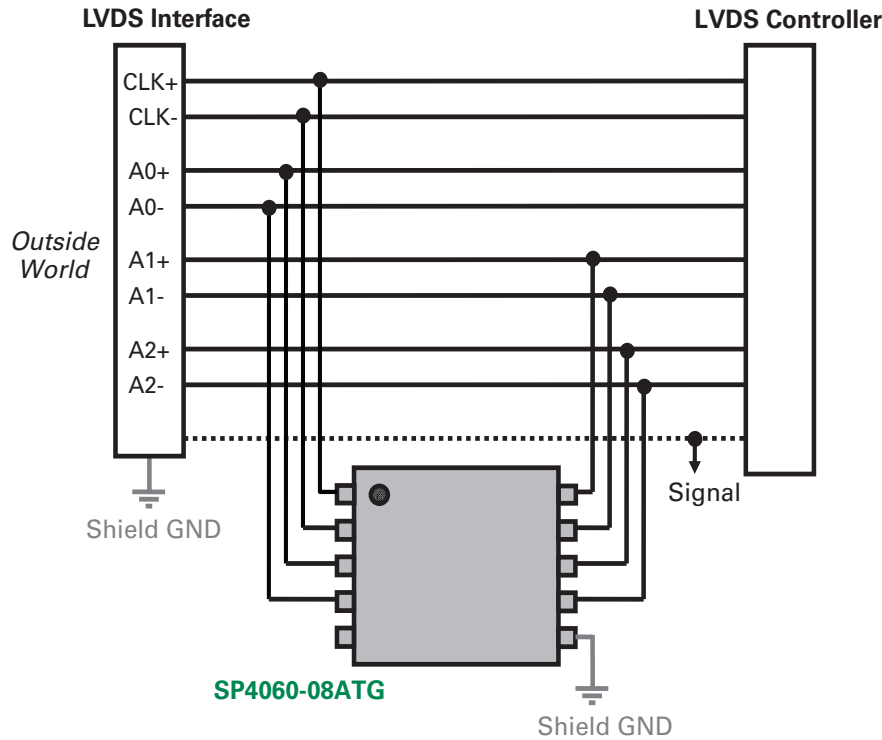 LVDS Interface
LVDS Controller
CLK+
CLK-
A0+
A0-
Outside
World
A1+
A1-
A2+
A2-
Signal
Shield GND
SP4060-08ATG
Shield GND